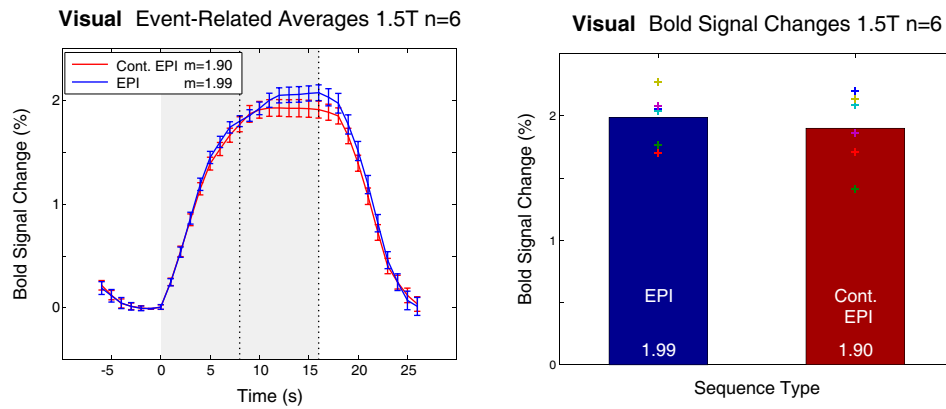 Visual Event-Related Averages 1.5T n=6
Cont. EPI m=1.90
EPI m=1.99
Bold Signal Change (%)
2
1
0
-5 0 5 10 15 20 25
Time (s)
Visual Bold Signal Changes 1.5T n=6
Bold Signal Change (%)
2
1
0
EPI
1.99
Cont.
EPI
1.90
Sequence Type